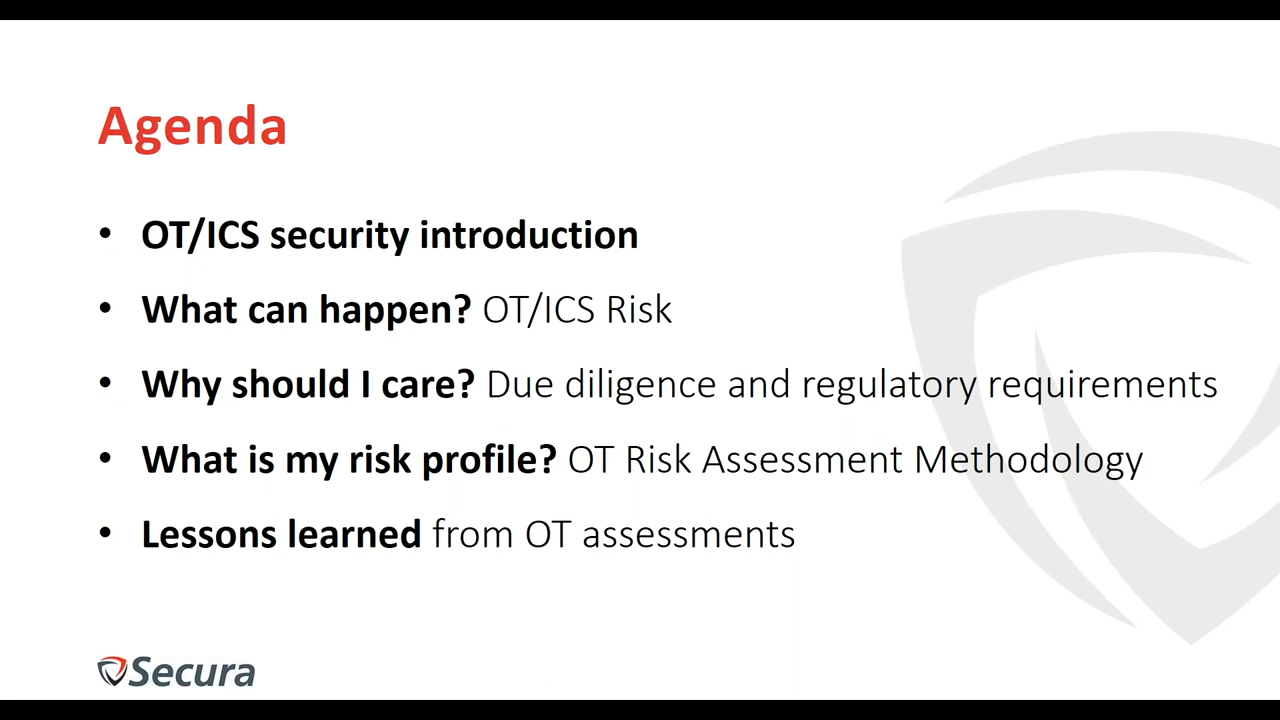 Agenda
• OT/ICS security introduction
• What can happen? OT/ICS Risk
• Why should I care? Due diligence and regulatory requirements
• What is my risk profile? OT Risk Assessment Methodology
• Lessons learned from OT assessments
Secura